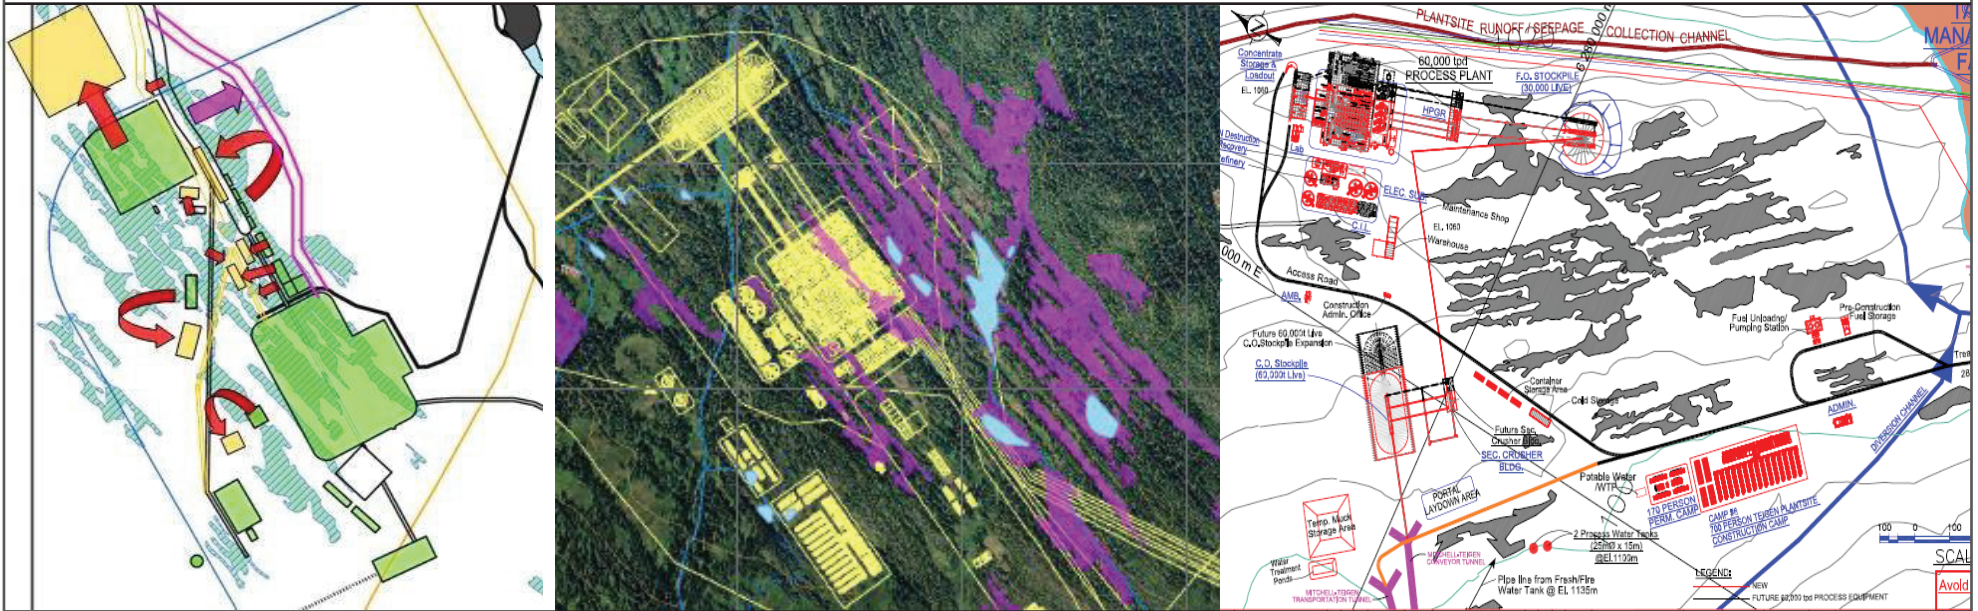 PLANTSITE RUNOFF/SEEPAGE COLLECTION CHANNEL
6 280 000 m
MANA
Concentrate
Storage &
Loadout
EL. 1060
60,000 tpd
PROCESS PLANT
F.O. STOCKPILE
(30,000 LIVE)
HPGR
Destruction
Lab
ELEC. SUB
C.I.L.
Maintenance Shop
EL. 1060
Warehouse
000 m E
Access Road
AMB.
Construction
Admin. Office
Future 60,000t Live
C.O.Stockpile Expansion
C.O. Stockpile
(60,000t Live)
Fuel Unloading/
Pumping Station
Pre-Construction
Fuel Storage
Container
Storage Area
Cold Storage
Future Sec.
Crusher Bldg.
SEC. CRUSHER
BLDG.
ADMIN.
DIVERSION CHANNEL
PORTAL
LAYDOWN AREA
Potable Water
WTP
170 PERSON
PERM. CAMP
700 PERSON TEIGEN PLANTSITE
CONSTRUCTION CAMP
Temp. Muck
Storage Area
Water
Treatment
Ponds
MITCHELL-TEIGEN
CONVEYOR TUNNEL
MITCHELL-TEIGEN
TRANSPORTATION TUNNEL
2 Process Water Tanks
(25mØ x 15m)
@EL1100m
Pipe line from Fresh/Fire
Water Tank @ EL 1135m
100 0 100
SCAL
LEGEND:
NEW
FUTURE 60,000 tpd PROCESS EQUIPMENT
Avoid